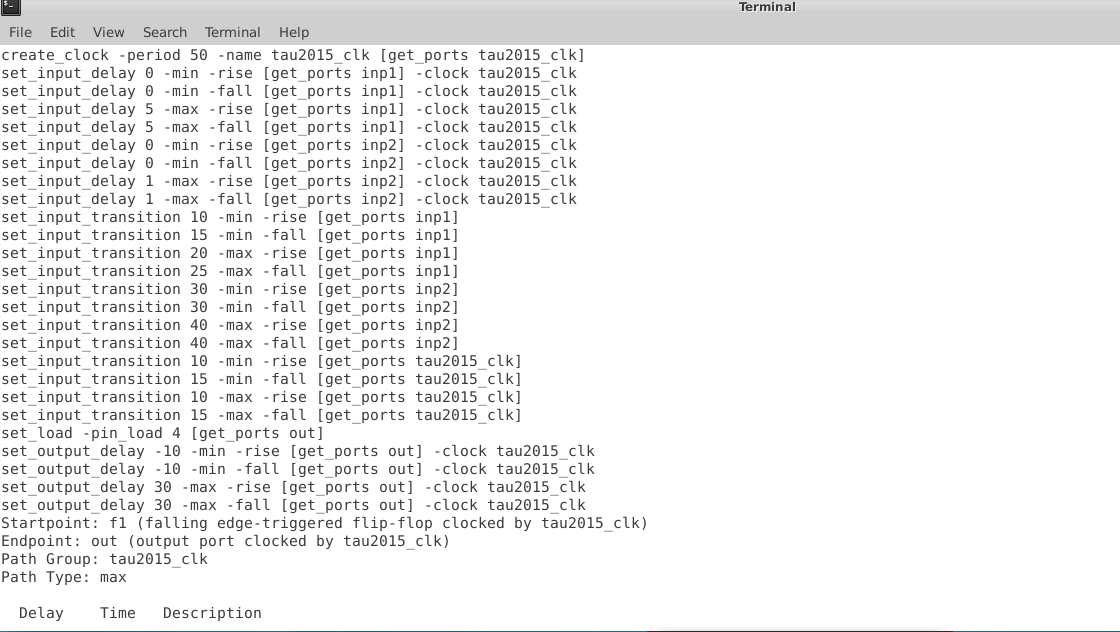 Terminal
File Edit View Search Terminal Help
create_clock -period 50 -name tau2015_clk [get_ports tau2015_clk]
set_input_delay 0 -min -rise [get_ports inp1] -clock tau2015_clk
set_input_delay 0 -min -fall [get_ports inp1] -clock tau2015_clk
set_input_delay 5 -max -rise [get_ports inp1] -clock tau2015_clk
set_input_delay 5 -max -fall [get_ports inp1] -clock tau2015_clk
set_input_delay 0 -min -rise [get_ports inp2] -clock tau2015_clk
set_input_delay 0 -min -fall [get_ports inp2] -clock tau2015_clk
set_input_delay 1 -max -rise [get_ports inp2] -clock tau2015_clk
set_input_delay 1 -max -fall [get_ports inp2] -clock tau2015_clk
set_input_transition 10 -min -rise [get_ports inp1]
set_input_transition 15 -min -fall [get_ports inp1]
set_input_transition 20 -max -rise [get_ports inp1]
set_input_transition 25 -max -fall [get_ports inp1]
set_input_transition 30 -min -rise [get_ports inp2]
set_input_transition 30 -min -fall [get_ports inp2]
set_input_transition 40 -max -rise [get_ports inp2]
set_input_transition 40 -max -fall [get_ports inp2]
set_input_transition 10 -min -rise [get_ports tau2015_clk]
set_input_transition 15 -min -fall [get_ports tau2015_clk]
set_input_transition 10 -max -rise [get_ports tau2015_clk]
set_input_transition 15 -max -fall [get_ports tau2015_clk]
set_load -pin_load 4 [get_ports out]
set_output_delay -10 -min -rise [get_ports out] -clock tau2015_clk
set_output_delay -10 -min -fall [get_ports out] -clock tau2015_clk
set_output_delay 30 -max -rise [get_ports out] -clock tau2015_clk
set_output_delay 30 -max -fall [get_ports out] -clock tau2015_clk
Startpoint: f1 (falling edge-triggered flip-flop clocked by tau2015_clk)
Endpoint: out (output port clocked by tau2015_clk)
Path Group: tau2015_clk
Path Type: max
Delay Time Description